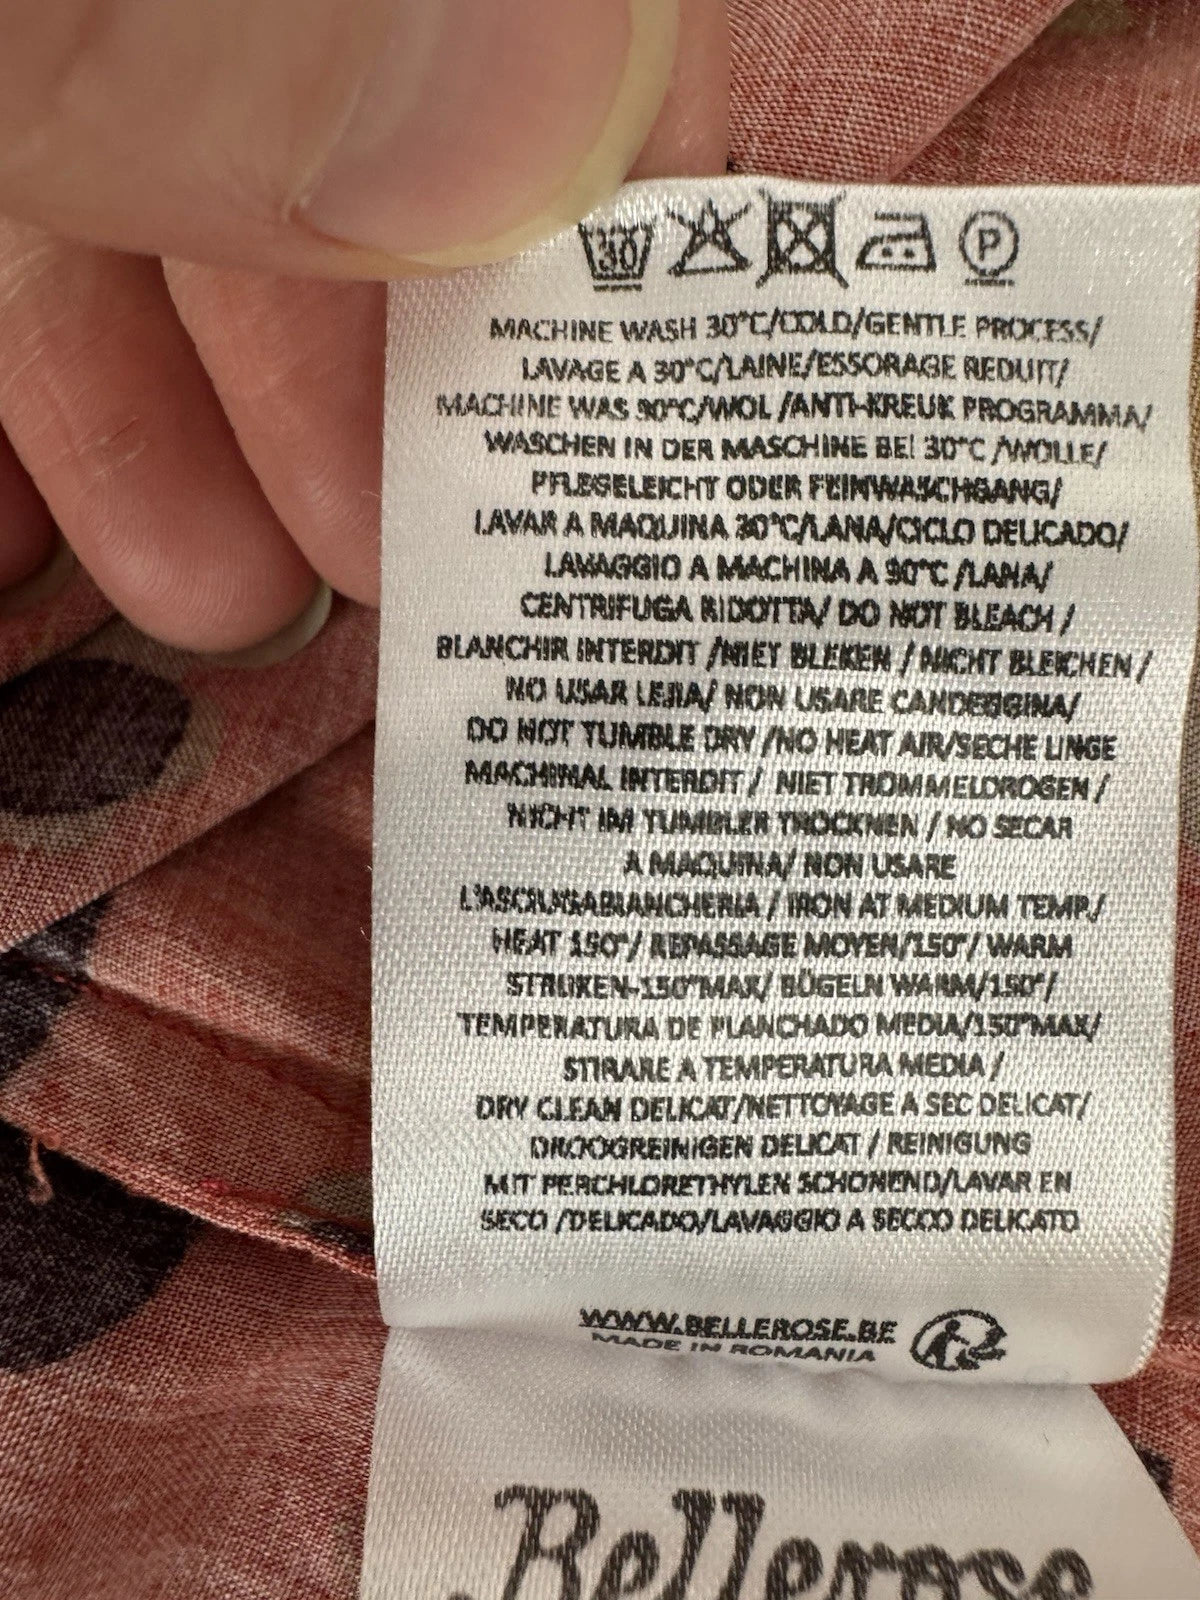 30
P
MACHINE WASH 30°C/COLD/GENTLE PROCESS/
LAVAGE A 30°C/LAINE/ESSORAGE REDUIT/
MACHINE WAS 30°C/WOL /ANTI-KREUK PROGRAMMA/
WASCHEN IN DER MASCHINE BEI 30°C /WOLLE/
PFLEGELEICHT ODER FEINWASCHGANG/
LAVAR A MAQUINA 30°C/LANA/CICLO DELICADO/
LAVAGGIO A MACHINA A 30°C /LANA/
CENTRIFUGA RIDOTTA/ DO NOT BLEACH /
BLANCHIR INTERDIT /NIET BLEKEN / NICHT BLEICHEN /
NO USAR LEJIA/ NON USARE CANDEGGINA/
DO NOT TUMBLE DRY /NO HEAT AIR/SECHE LINGE
MACHINAL INTERDIT / NIET TROMMELDROGEN /
NICHT IM TUMBLER TROCKNEN / NO SECAR
A MAQUINA/ NON USARE
L'ASCIUGABIANCHERIA / IRON AT MEDIUM TEMP./
HEAT 150°/ REPASSAGE MOYEN/150°/ WARM
STRIJKEN-150°MAX/ BÜGELN WARM/150°/
TEMPERATURA DE PLANCHADO MEDIA/150°MAX/
STIRARE A TEMPERATURA MEDIA /
DRY CLEAN DELICAT/NETTOYAGE A SEC DELICAT/
DROOGREINIGEN DELICAT / REINIGUNG
MIT PERCHLORETHYLEN SCHONEND/LAVAR EN
SECO /DELICADO/LAVAGGIO A SECCO DELICATO
WWW.BELLEROSE.BE
MADE IN ROMANIA
Bellerose